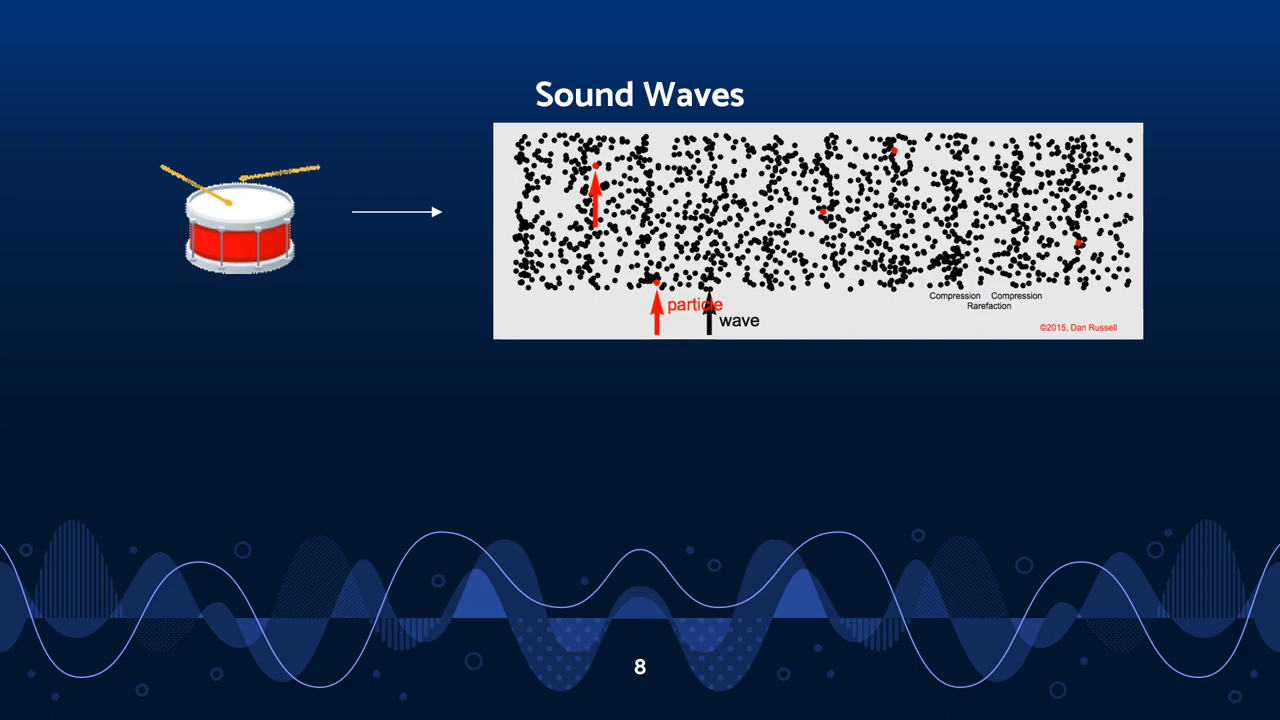 Sound Waves
particle
wave
Compression Compression
Rarefaction
©2015, Dan Russell
8